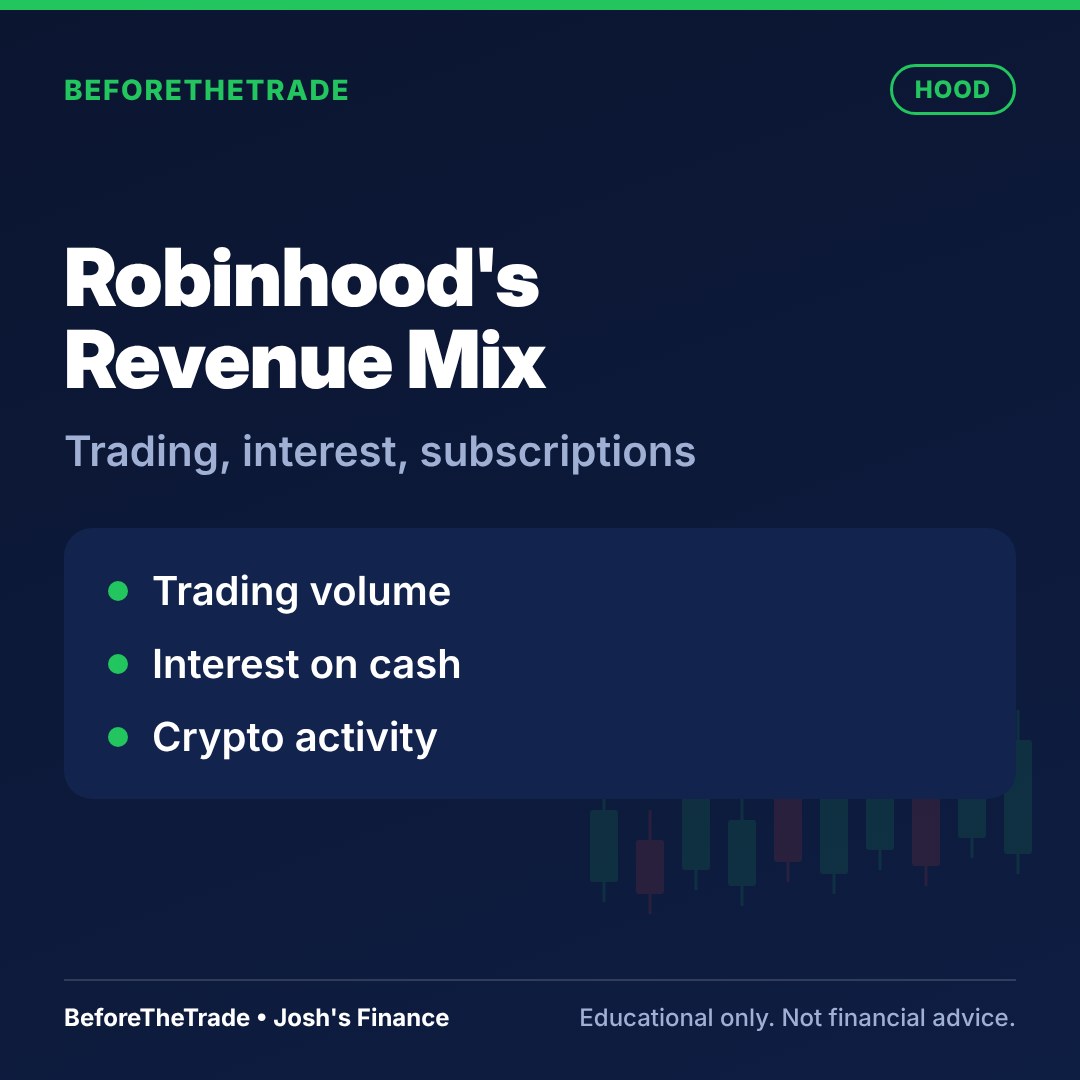 BEFORETHETRADE
HOOD
Robinhood's
Revenue Mix
Trading, interest, subscriptions
Trading volume
Interest on cash
Crypto activity
BeforeTheTrade • Josh's Finance
Educational only. Not financial advice.